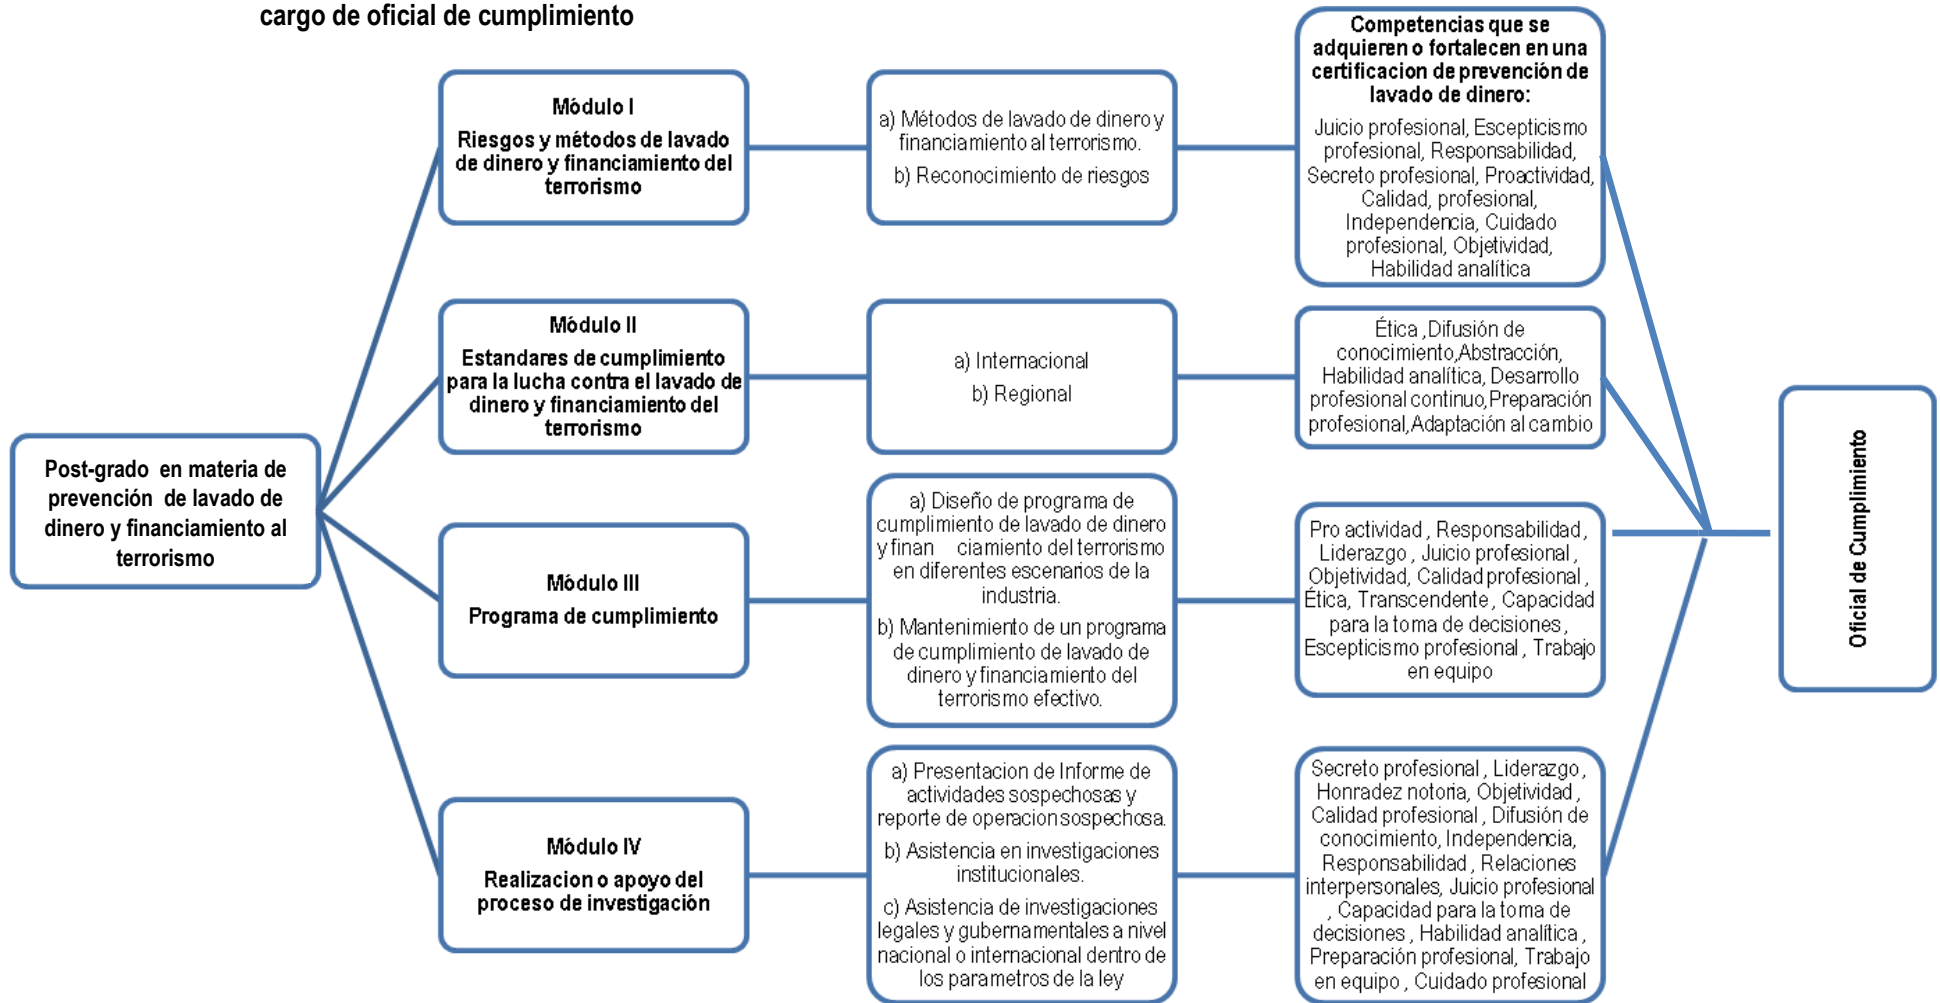 cargo de oficial de cumplimiento
Post-grado en materia de
prevención de lavado de
dinero y financiamiento al
terrorismo
Módulo I
Riesgos y métodos de lavado
de dinero y financiamiento del
terrorismo
a) Métodos de lavado de dinero y
financiamiento al terrorismo.
b) Reconocimiento de riesgos
Competencias que se
adquieren o fortalecen en una
certificacion de prevención de
lavado de dinero:
Juicio profesional, Escepticismo
profesional, Responsabilidad,
Secreto profesional, Proactividad,
Calidad, profesional,
Independencia, Cuidado
profesional, Objetividad,
Habilidad analítica
Módulo II
Estandares de cumplimiento
para la lucha contra el lavado de
dinero y financiamiento del
terrorismo
a) Internacional
b) Regional
Ética ,Difusión de
conocimiento,Abstracción,
Habilidad analítica, Desarrollo
profesional continuo,Preparación
profesional,Adaptación al cambio
Módulo III
Programa de cumplimiento
a) Diseño de programa de
cumplimiento de lavado de dinero
y finan ciamiento del terrorismo
en diferentes escenarios de la
industria.
b) Mantenimiento de un programa
de cumplimiento de lavado de
dinero y financiamiento del
terrorismo efectivo.
Pro actividad , Responsabilidad ,
Liderazgo , Juicio profesional ,
Objetividad, Calidad profesional ,
Ética, Transcendente , Capacidad
para la toma de decisiones ,
Escepticismo profesional , Trabajo
en equipo
Módulo IV
Realizacion o apoyo del
proceso de investigación
a) Presentacion de Informe de
actividades sospechosas y
reporte de operacion sospechosa.
b) Asistencia en investigaciones
institucionales.
c) Asistencia de investigaciones
legales y gubernamentales a nivel
nacional o internacional dentro de
los parametros de la ley
Secreto profesional , Liderazgo ,
Honradez notoria, Objetividad ,
Calidad profesional , Difusión de
conocimiento, Independencia,
Responsabilidad , Relaciones
interpersonales, Juicio profesional
, Capacidad para la toma de
decisiones , Habilidad analítica ,
Preparación profesional, Trabajo
en equipo , Cuidado profesional
Oficial de Cumplimiento